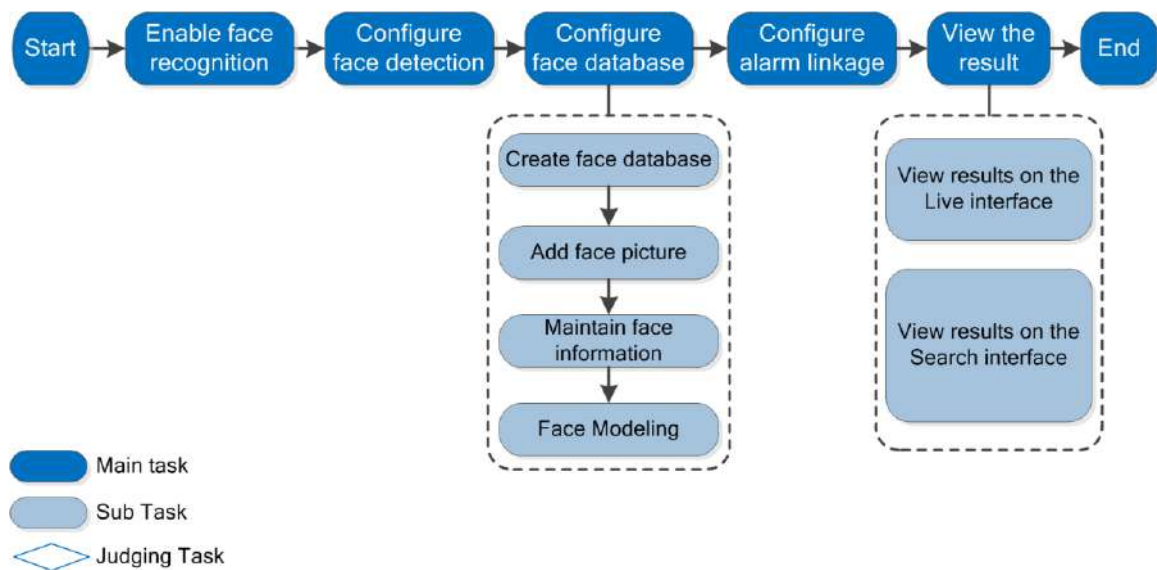 Start
Enable face
recognition
Configure
face detection
Configure
face database
Configure
alarm linkage
View the
result
End
Create face database
Add face picture
Maintain face
information
Face Modeling
View results on the
Live interface
View results on the
Search interface
Main task
Sub Task
Judging Task